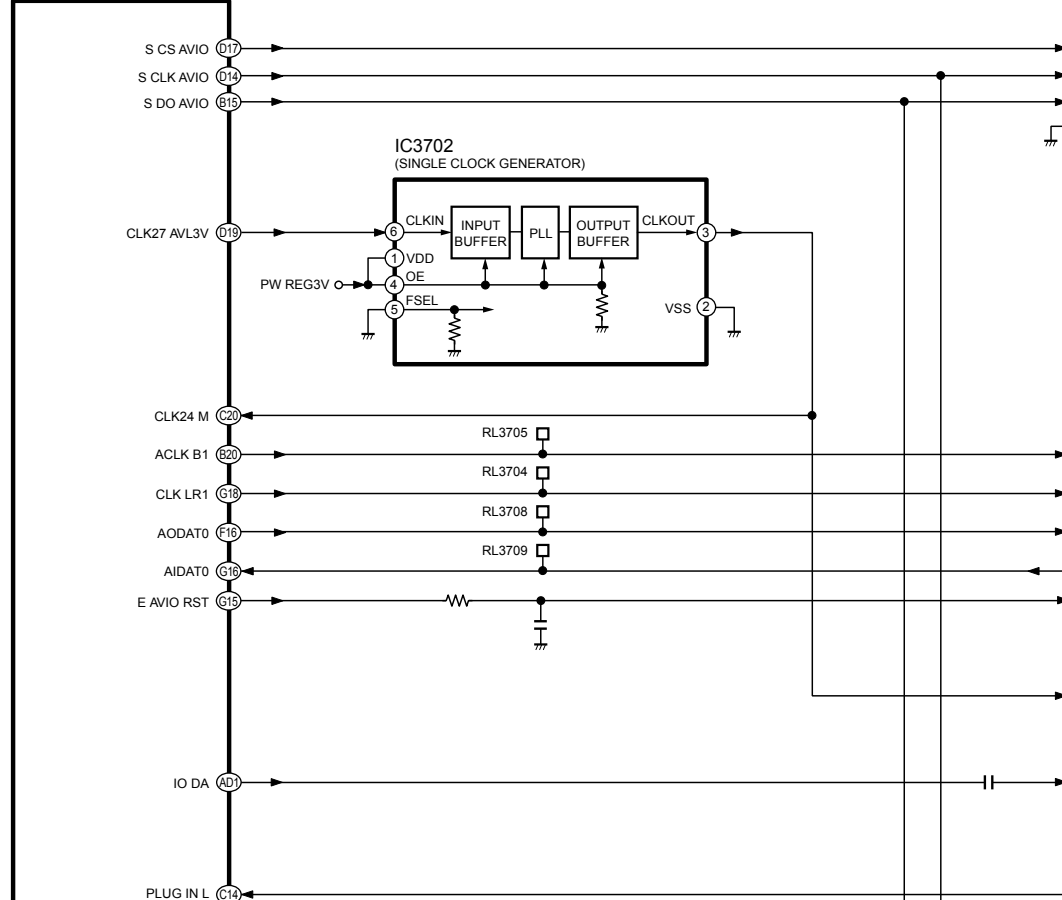 S CS AVIO D17
S CLK AVIO D14
S DO AVIO B15
IC3702
(SINGLE CLOCK GENERATOR)
CLK27 AVL3V D19
6 CLKIN
INPUT
BUFFER
PLL
OUTPUT
BUFFER
CLKOUT 3
1 VDD
PW REG3V 4 OE
5 FSEL
VSS 2
CLK24 M C20
RL3705
ACLK B1 B20
RL3704
CLK LR1 G18
RL3708
AODAT0 F16
RL3709
AIDAT0 G16
E AVIO RST G15
IO DA AD1
PLUG IN L C14